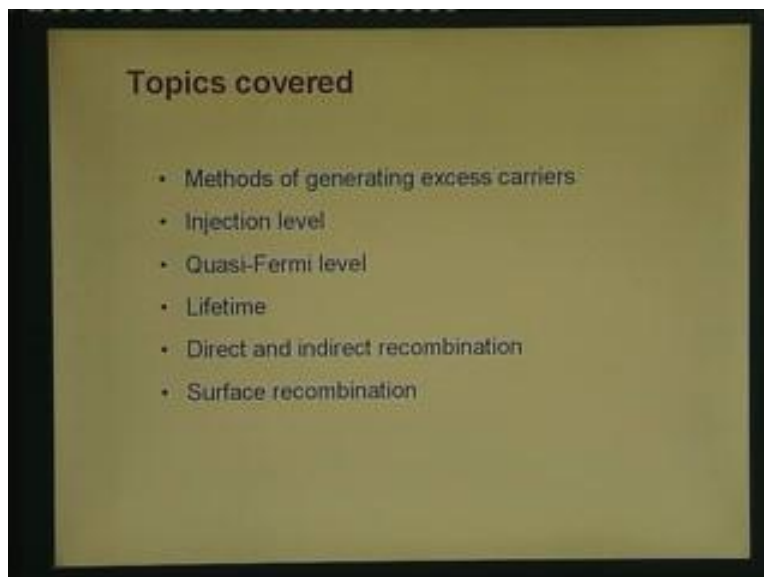 Topics covered
• Methods of generating excess carriers
• Injection level
• Quasi-Fermi level
• Lifetime
• Direct and indirect recombination
• Surface recombination